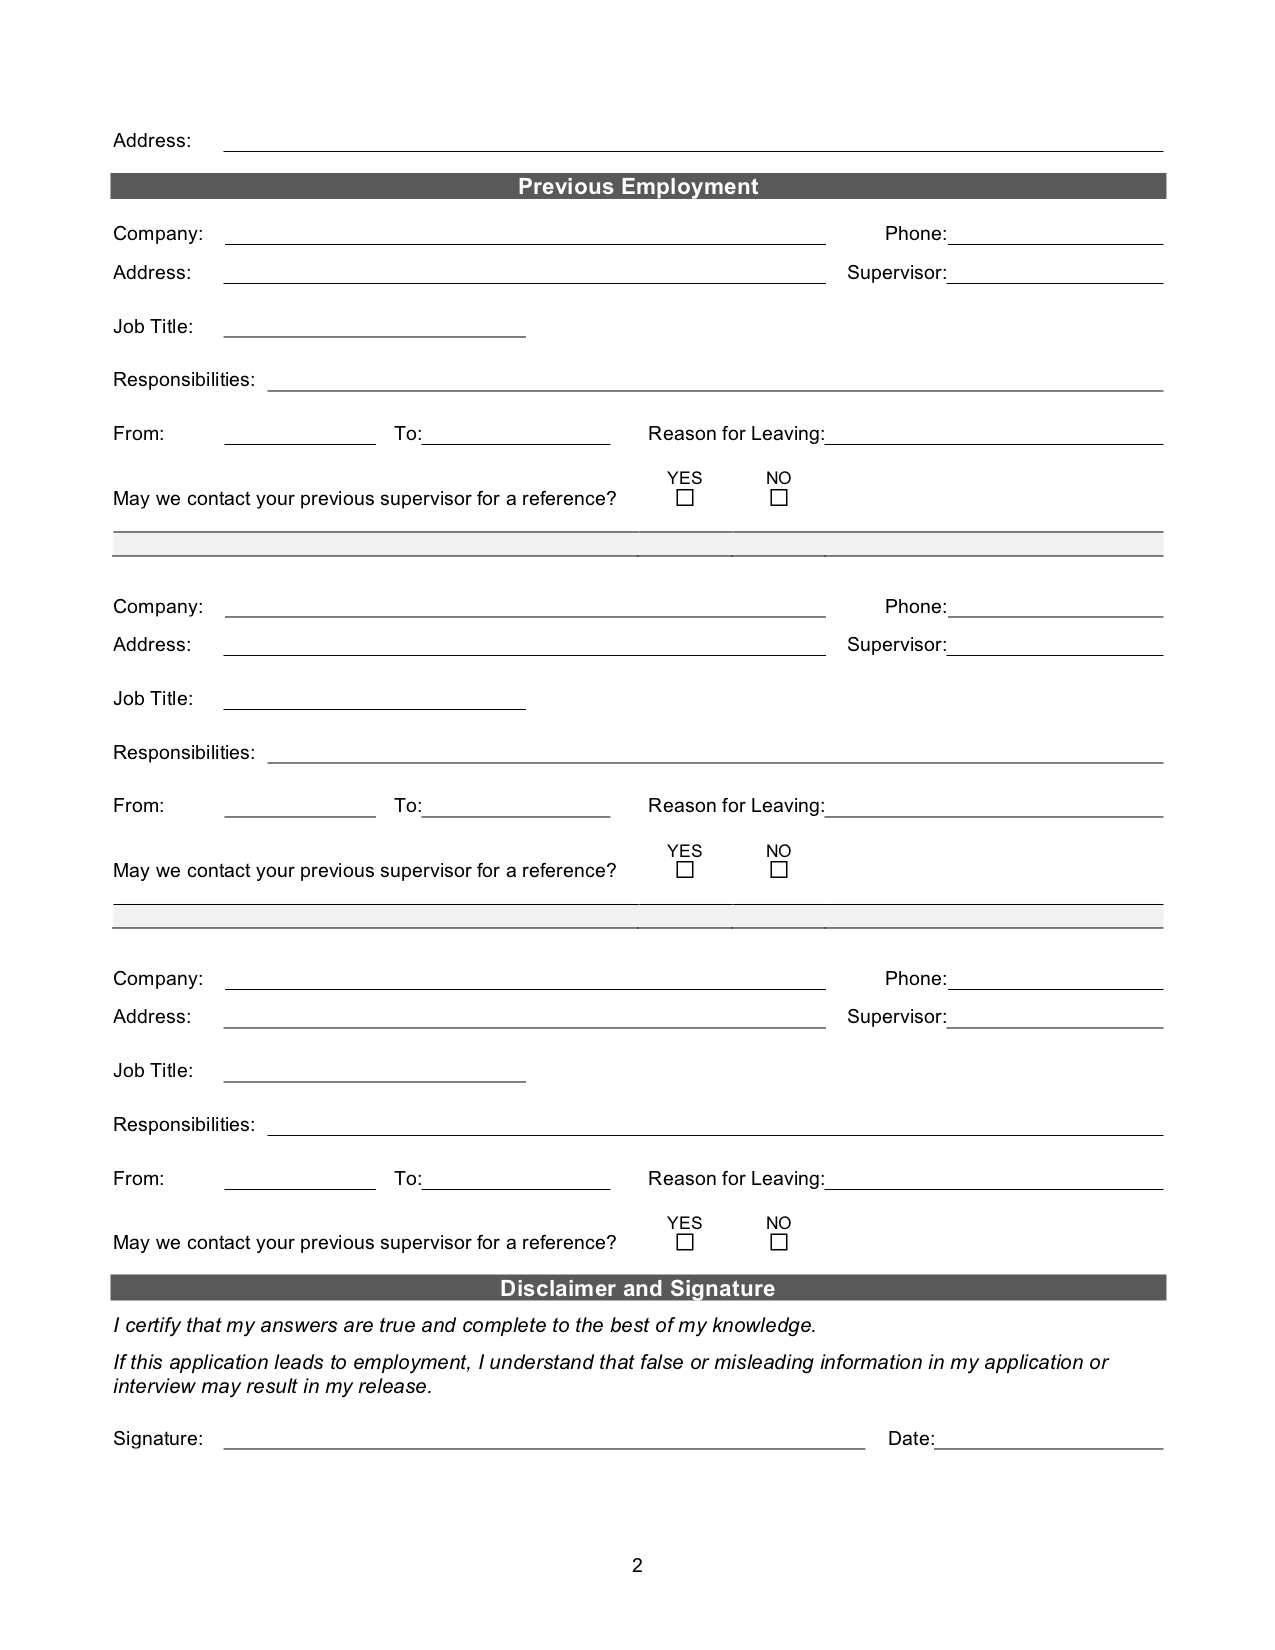 Address:
Previous Employment
Company: Phone:
Address: Supervisor:
Job Title:
Responsibilities:
From: To: Reason for Leaving:
YES NO
May we contact your previous supervisor for a reference?
Company: Phone:
Address: Supervisor:
Job Title:
Responsibilities:
From: To: Reason for Leaving:
YES NO
May we contact your previous supervisor for a reference?
Company: Phone:
Address: Supervisor:
Job Title:
Responsibilities:
From: To: Reason for Leaving:
YES NO
May we contact your previous supervisor for a reference?
Disclaimer and Signature
I certify that my answers are true and complete to the best of my knowledge.
If this application leads to employment, I understand that false or misleading information in my application or
interview may result in my release.
Signature: Date:
2